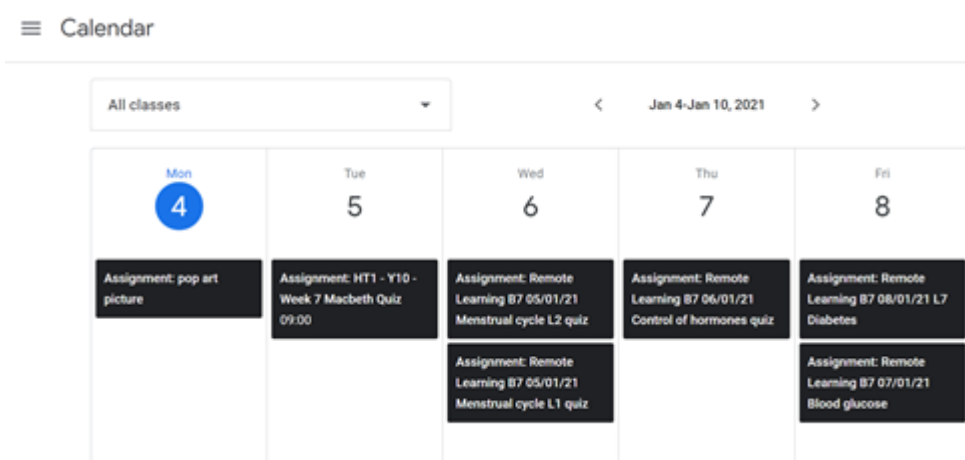 Calendar
All classes
Jan 4-Jan 10, 2021
Mon
4
Tue
5
Wed
6
Thu
7
Fri
8
Assignment: pop art
picture
Assignment: HT1 - Y10 -
Week 7 Macbeth Quiz
09:00
Assignment: Remote
Learning B7 05/01/21
Menstrual cycle L2 quiz
Assignment: Remote
Learning B7 05/01/21
Menstrual cycle L1 quiz
Assignment: Remote
Learning B7 06/01/21
Control of hormones quiz
Assignment: Remote
Learning B7 08/01/21 L7
Diabetes
Assignment: Remote
Learning B7 07/01/21
Blood glucose